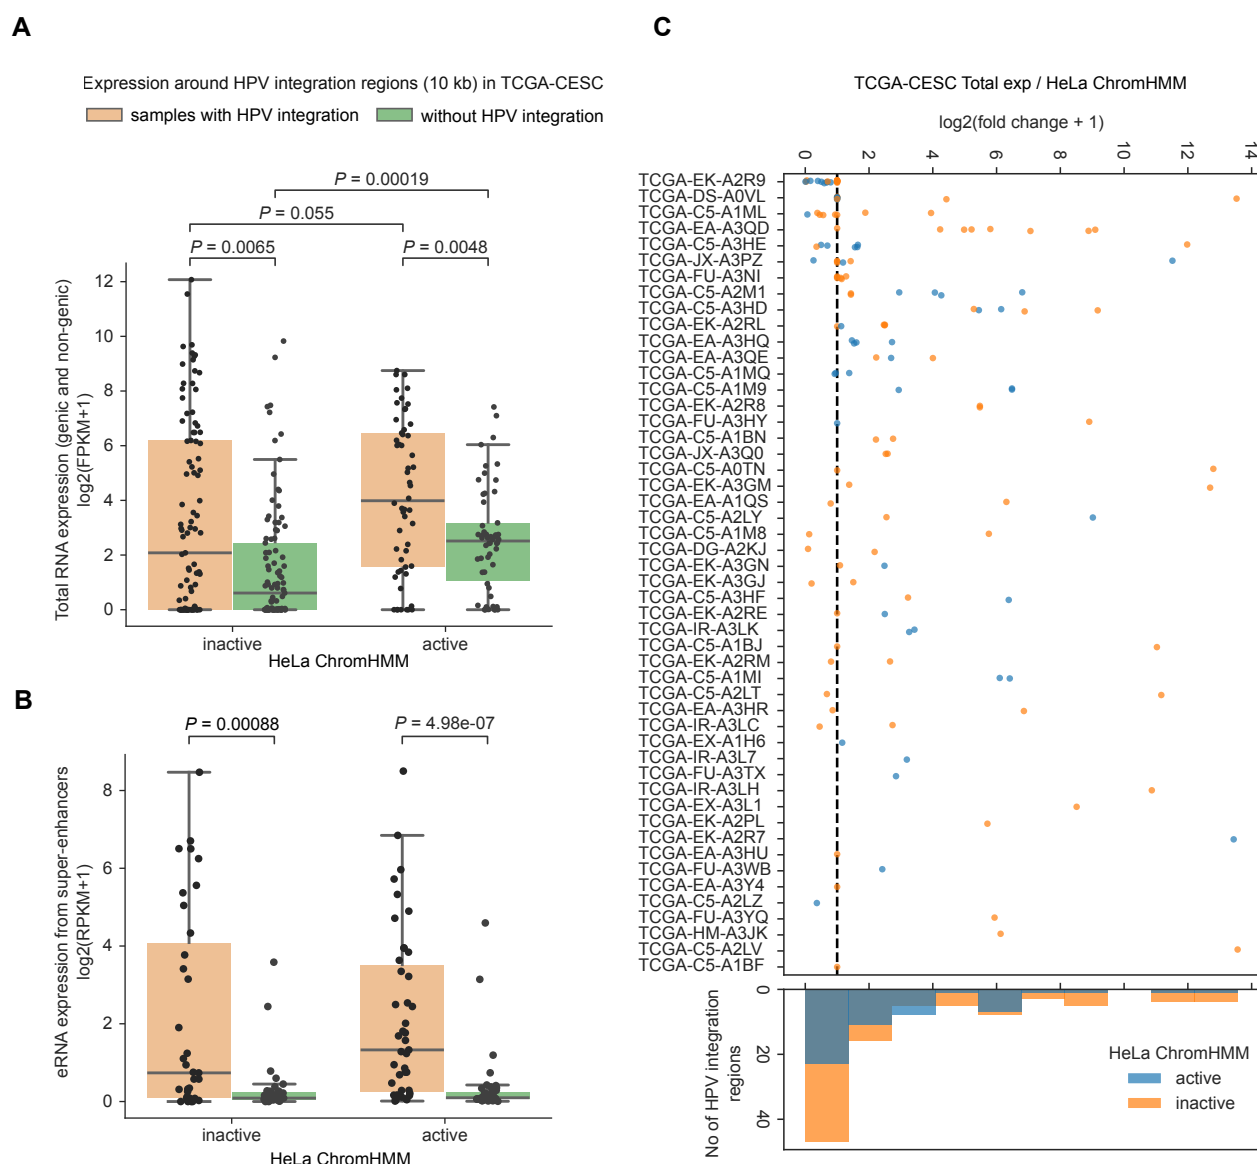 A
Expression around HPV integration regions (10 kb) in TCGA-CESC
samples with HPV integration
without HPV integration
P = 0.00019
P = 0.055
P = 0.0065
P = 0.0048
Total RNA expression (genic and non-genic)
log2(FPKM+1)
12
10
8
6
4
2
0
inactive
active
HeLa ChromHMM
B
P = 0.00088
P = 4.98e-07
eRNA expression from super-enhancers
log2(RPKM+1)
8
6
4
2
0
inactive
active
HeLa ChromHMM
C
TCGA-CESC Total exp / HeLa ChromHMM
log2(fold change + 1)
0 2 4 6 8 10 12 14
TCGA-EK-A2R9
TCGA-DS-A0VL
TCGA-C5-A1ML
TCGA-EA-A3QD
TCGA-C5-A3HE
TCGA-JX-A3PZ
TCGA-FU-A3NI
TCGA-C5-A2M1
TCGA-C5-A3HD
TCGA-EK-A2RL
TCGA-EA-A3HQ
TCGA-EA-A3QE
TCGA-C5-A1MQ
TCGA-C5-A1M9
TCGA-EK-A2R8
TCGA-FU-A3HY
TCGA-C5-A1BN
TCGA-JX-A3Q0
TCGA-C5-A0TN
TCGA-EK-A3GM
TCGA-EA-A1QS
TCGA-C5-A2LY
TCGA-C5-A1M8
TCGA-DG-A2KJ
TCGA-EK-A3GN
TCGA-EK-A3GJ
TCGA-C5-A3HF
TCGA-EK-A2RE
TCGA-IR-A3LK
TCGA-C5-A1BJ
TCGA-EK-A2RM
TCGA-C5-A1MI
TCGA-C5-A2LT
TCGA-EA-A3HR
TCGA-IR-A3LC
TCGA-EX-A1H6
TCGA-IR-A3L7
TCGA-FU-A3TX
TCGA-IR-A3LH
TCGA-EX-A3L1
TCGA-EK-A2PL
TCGA-EK-A2R7
TCGA-EA-A3HU
TCGA-FU-A3WB
TCGA-EA-A3Y4
TCGA-C5-A2LZ
TCGA-FU-A3YQ
TCGA-HM-A3JK
TCGA-C5-A2LV
TCGA-C5-A1BF
No of HPV integration
regions
0
20
40
HeLa ChromHMM
active
inactive